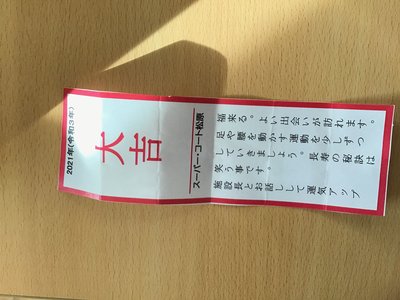 2021年(令和3年)
大吉
スーパー・コート松原
福来る。よい出会いが訪れます。
足や腰を動かす運動を少しずつ
していきましょう。長寿の秘訣は
笑う事です。
施設長とお話しして運気アップ